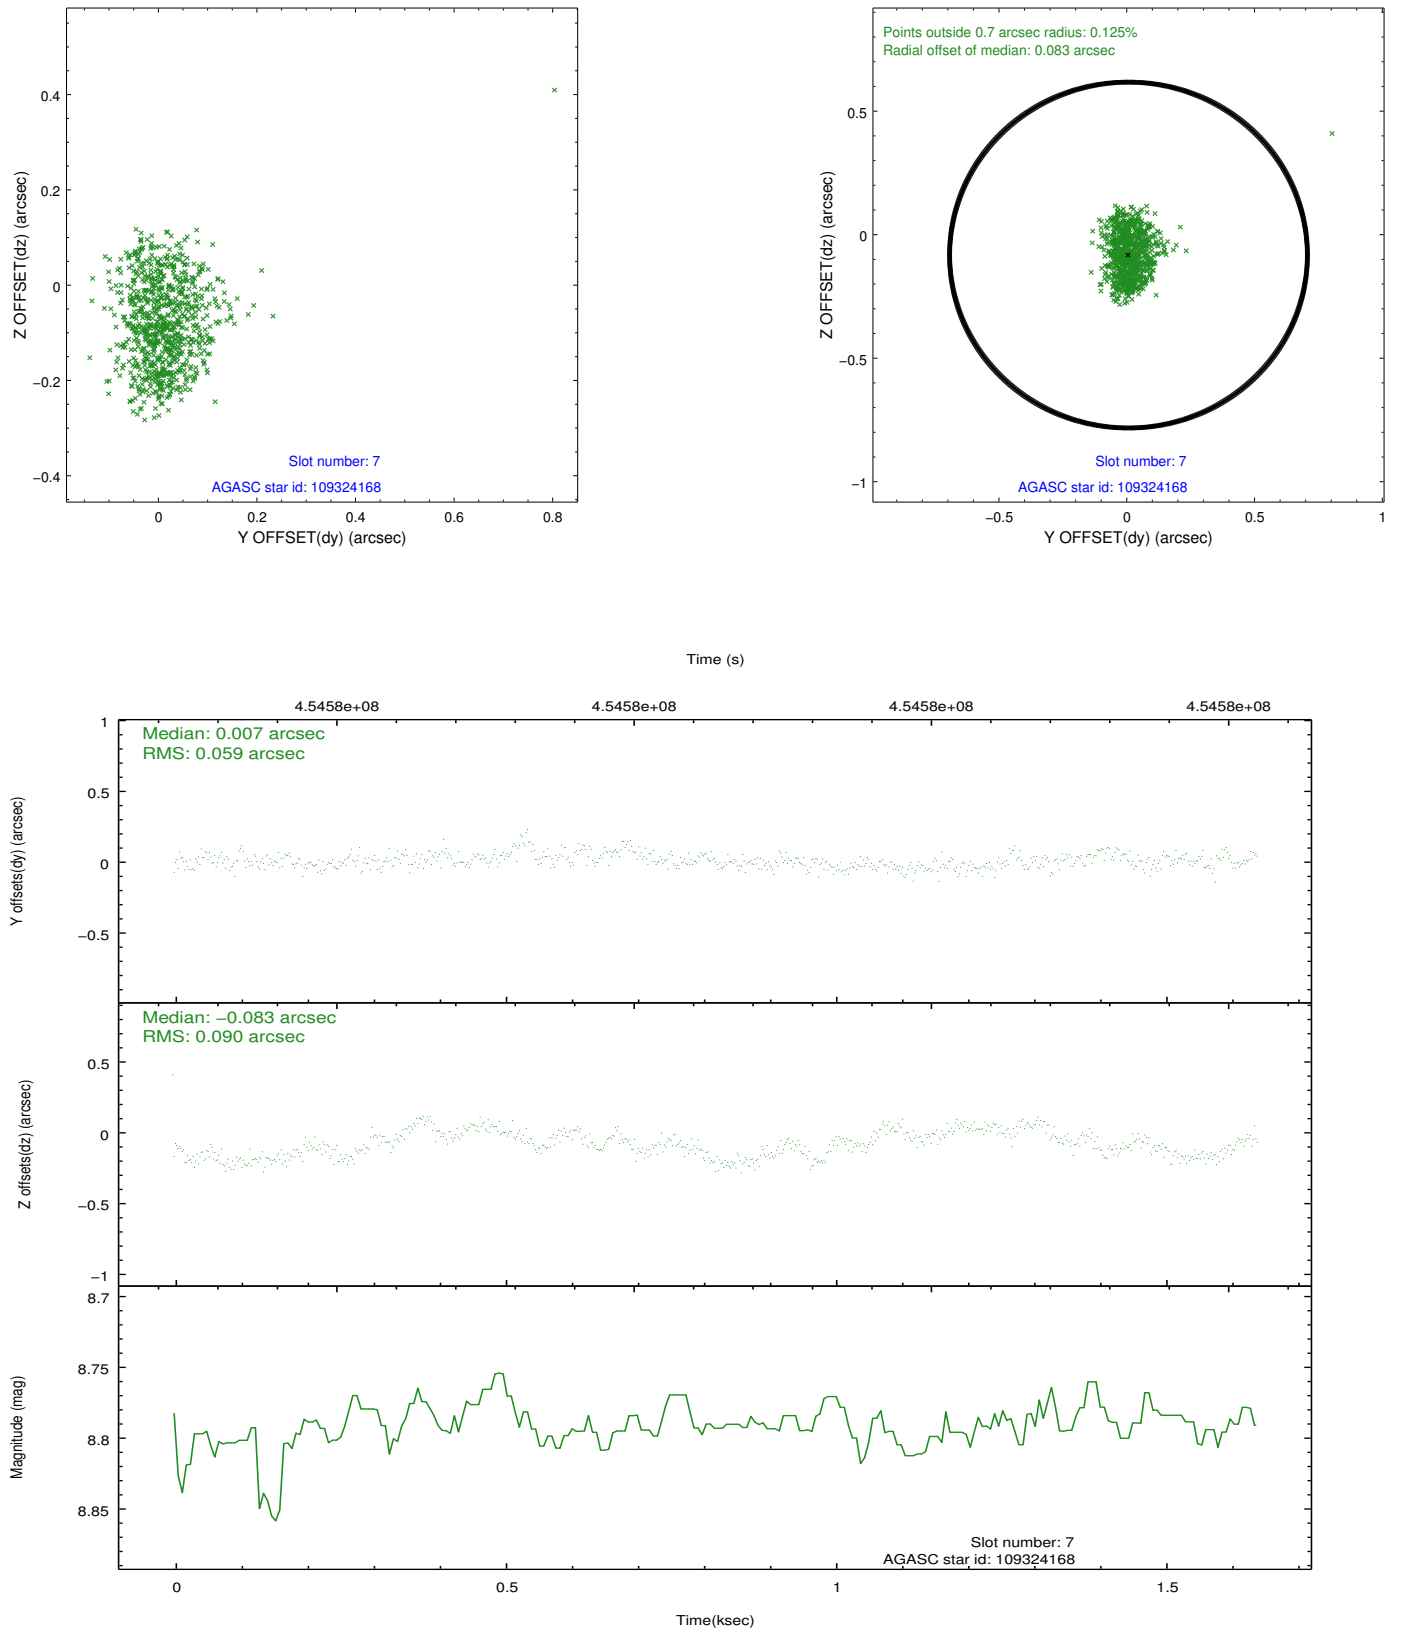 0.4
0.2
0
−0.2
−0.4
Z OFFSET(dz) (arcsec)
Slot number: 7
AGASC star id: 109324168
0 0.2 0.4 0.6 0.8
Y OFFSET(dy) (arcsec)
Points outside 0.7 arcsec radius: 0.125%
Radial offset of median: 0.083 arcsec
0.5
0
−0.5
−1
Z OFFSET(dz) (arcsec)
Slot number: 7
AGASC star id: 109324168
−0.5 0 0.5 1
Y OFFSET(dy) (arcsec)
Time (s)
4.5458e+08 4.5458e+08 4.5458e+08 4.5458e+08
Median: 0.007 arcsec
RMS: 0.059 arcsec
1
0.5
0
−0.5
Y offsets(dy) (arcsec)
Median: −0.083 arcsec
RMS: 0.090 arcsec
0.5
0
−0.5
−1
Z offsets(dz) (arcsec)
8.7
8.75
8.8
8.85
Magnitude (mag)
Slot number: 7
AGASC star id: 109324168
0 0.5 1 1.5
Time(ksec)